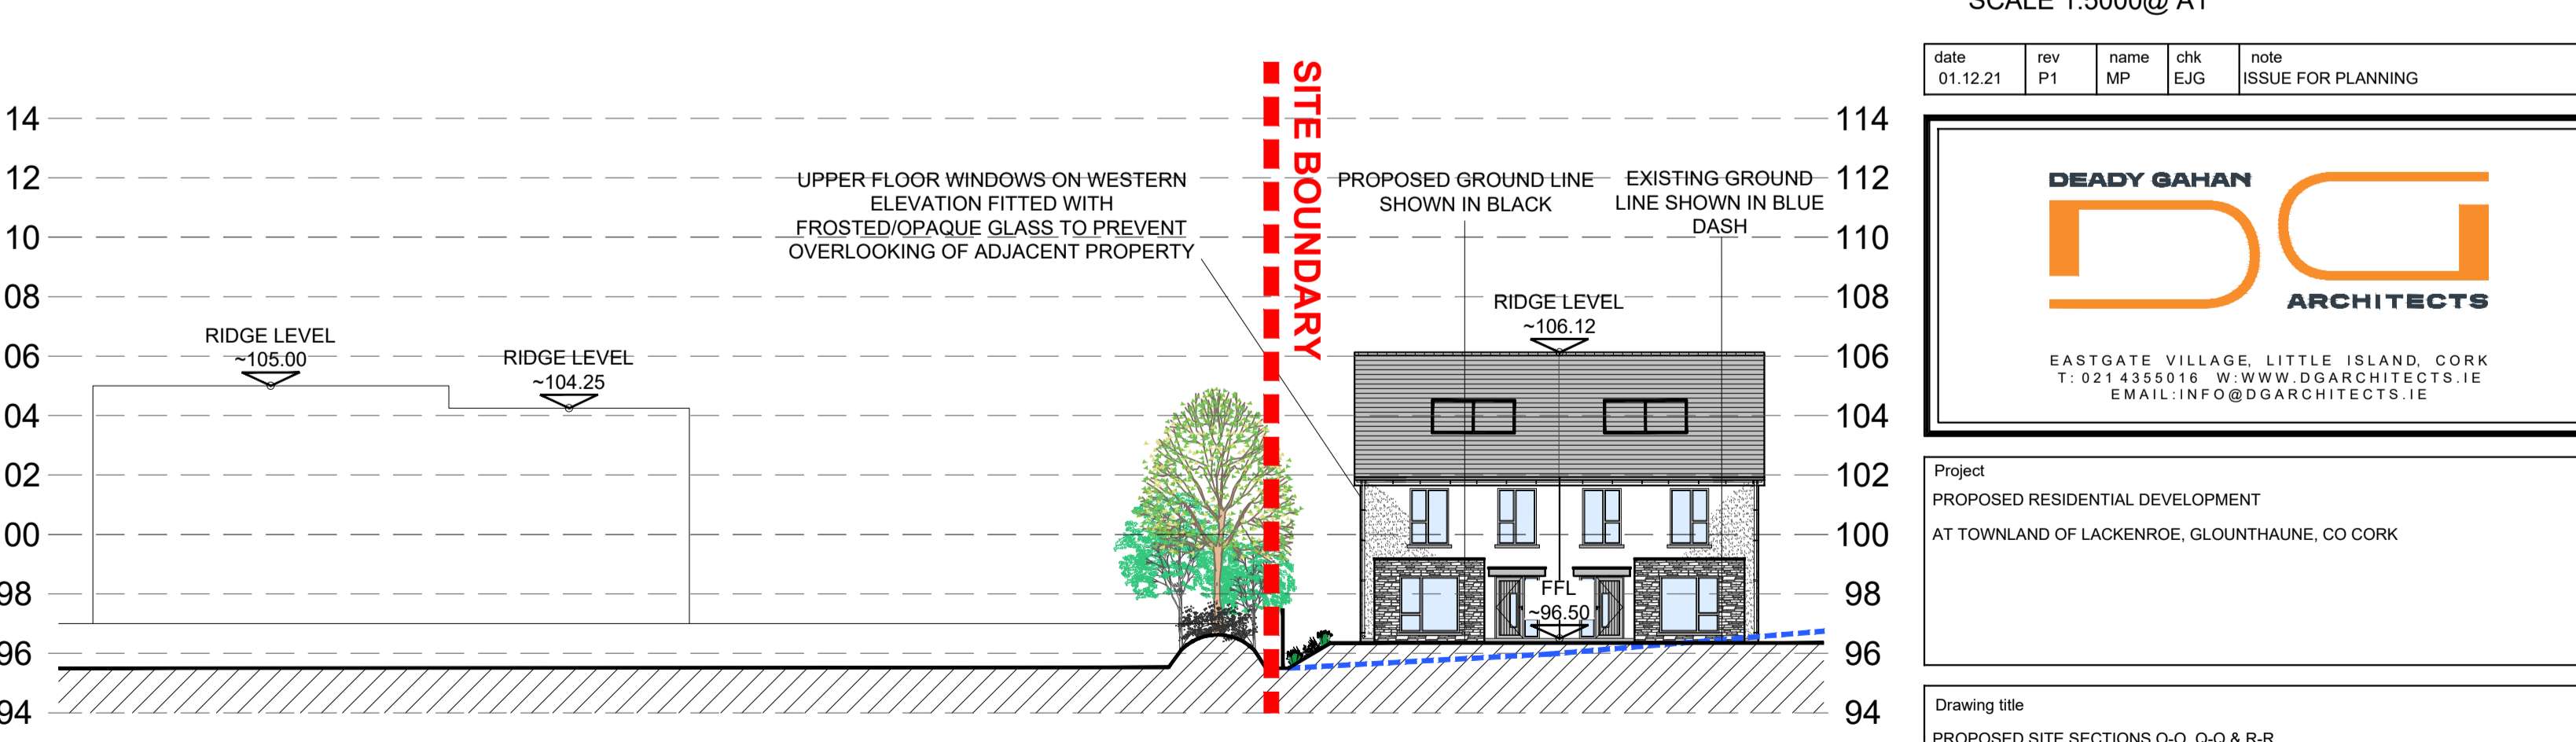 SCALE 1:5000@ A1
date rev name chk note
01.12.21 P1 MP EJG ISSUE FOR PLANNING
SITE BOUNDARY
14
12
10
08
06
04
02
00
98
96
94
UPPER FLOOR WINDOWS ON WESTERN
ELEVATION FITTED WITH
FROSTED/OPAQUE GLASS TO PREVENT
OVERLOOKING OF ADJACENT PROPERTY
PROPOSED GROUND LINE
SHOWN IN BLACK
EXISTING GROUND
LINE SHOWN IN BLUE
DASH
RIDGE LEVEL
~105.00
RIDGE LEVEL
~104.25
RIDGE LEVEL
~106.12
FFL
~96.50
114
112
110
108
106
104
102
100
98
96
94
DEADY GAHAN
ARCHITECTS
EASTGATE VILLAGE, LITTLE ISLAND, CORK
T: 021 4355016 W:WWW.DGARCHITECTS.IE
EMAIL:INFO@DGARCHITECTS.IE
Project
PROPOSED RESIDENTIAL DEVELOPMENT
AT TOWNLAND OF LACKENROE, GLOUNTHAUNE, CO CORK
Drawing title
PROPOSED SITE SECTIONS O-O, Q-Q & R-R